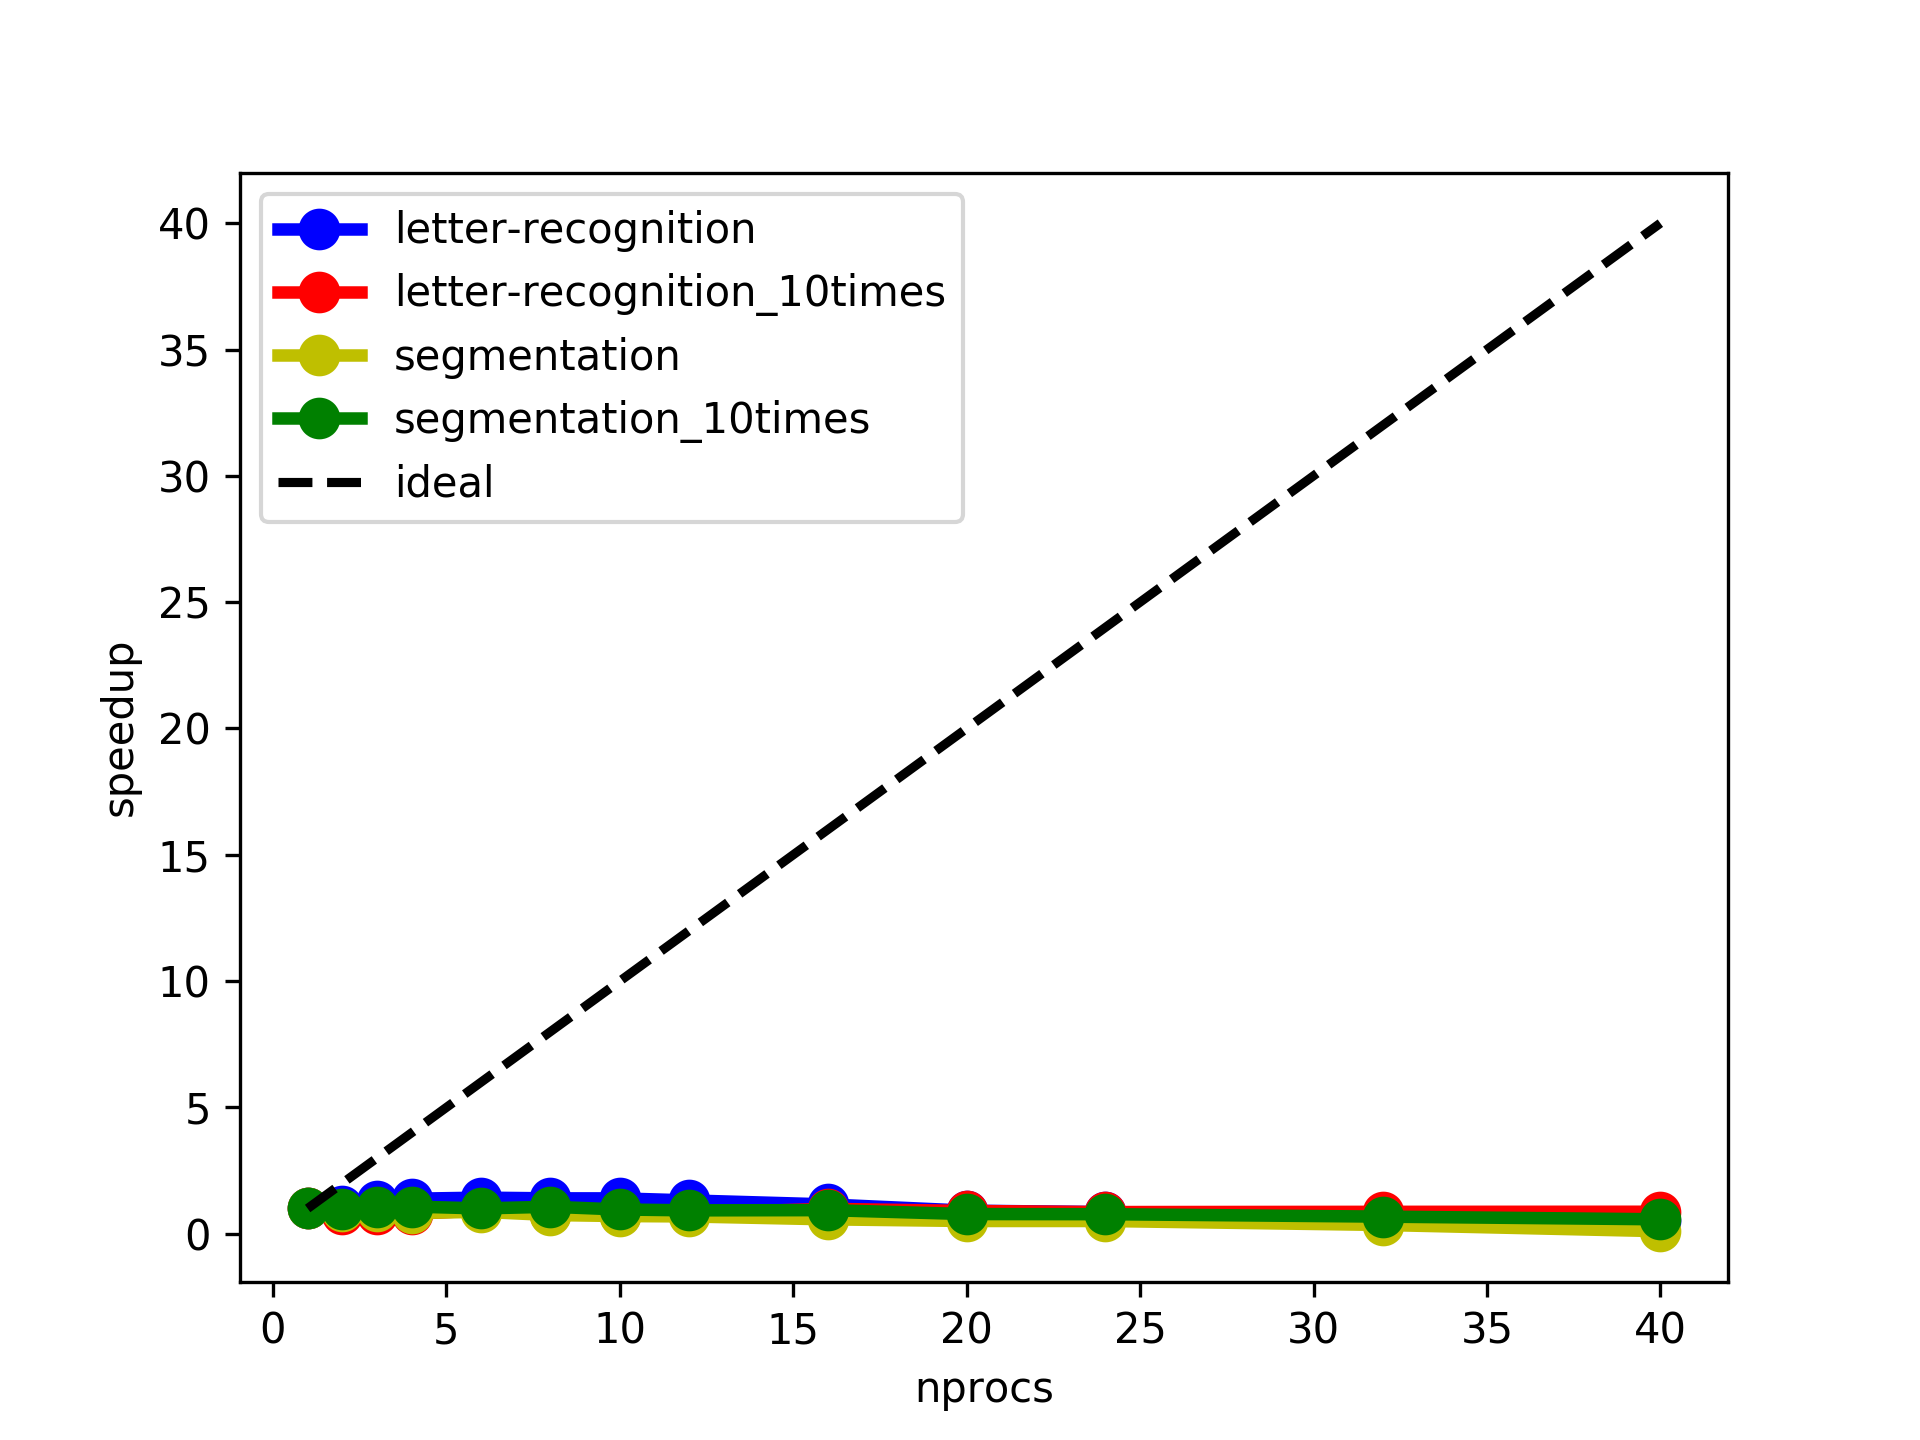 letter-recognition
letter-recognition_10times
segmentation
segmentation_10times
ideal
40
35
30
25
20
15
10
5
0
speedup
0 5 10 15 20 25 30 35 40
nprocs